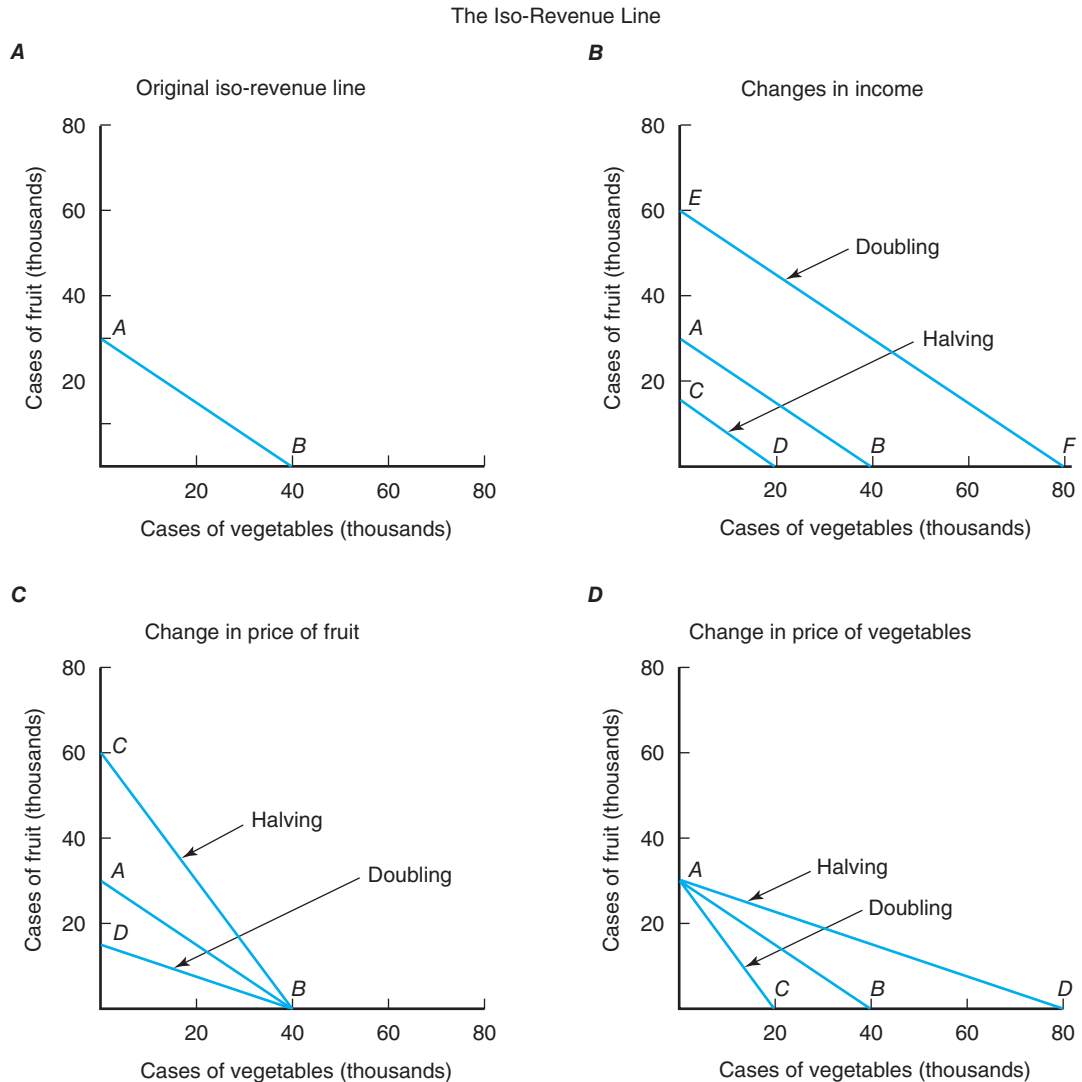 The Iso-Revenue Line
A
Original iso-revenue line
80
60
40
20
A
B
20 40 60 80
Cases of fruit (thousands)
Cases of vegetables (thousands)
B
Changes in income
80
60
40
20
E
A
C
Doubling
Halving
D B F
20 40 60 80
Cases of fruit (thousands)
Cases of vegetables (thousands)
C
Change in price of fruit
80
60
40
20
C
A
D
Halving
Doubling
B
20 40 60 80
Cases of fruit (thousands)
Cases of vegetables (thousands)
D
Change in price of vegetables
80
60
40
20
A
Halving
Doubling
C B D
20 40 60 80
Cases of fruit (thousands)
Cases of vegetables (thousands)